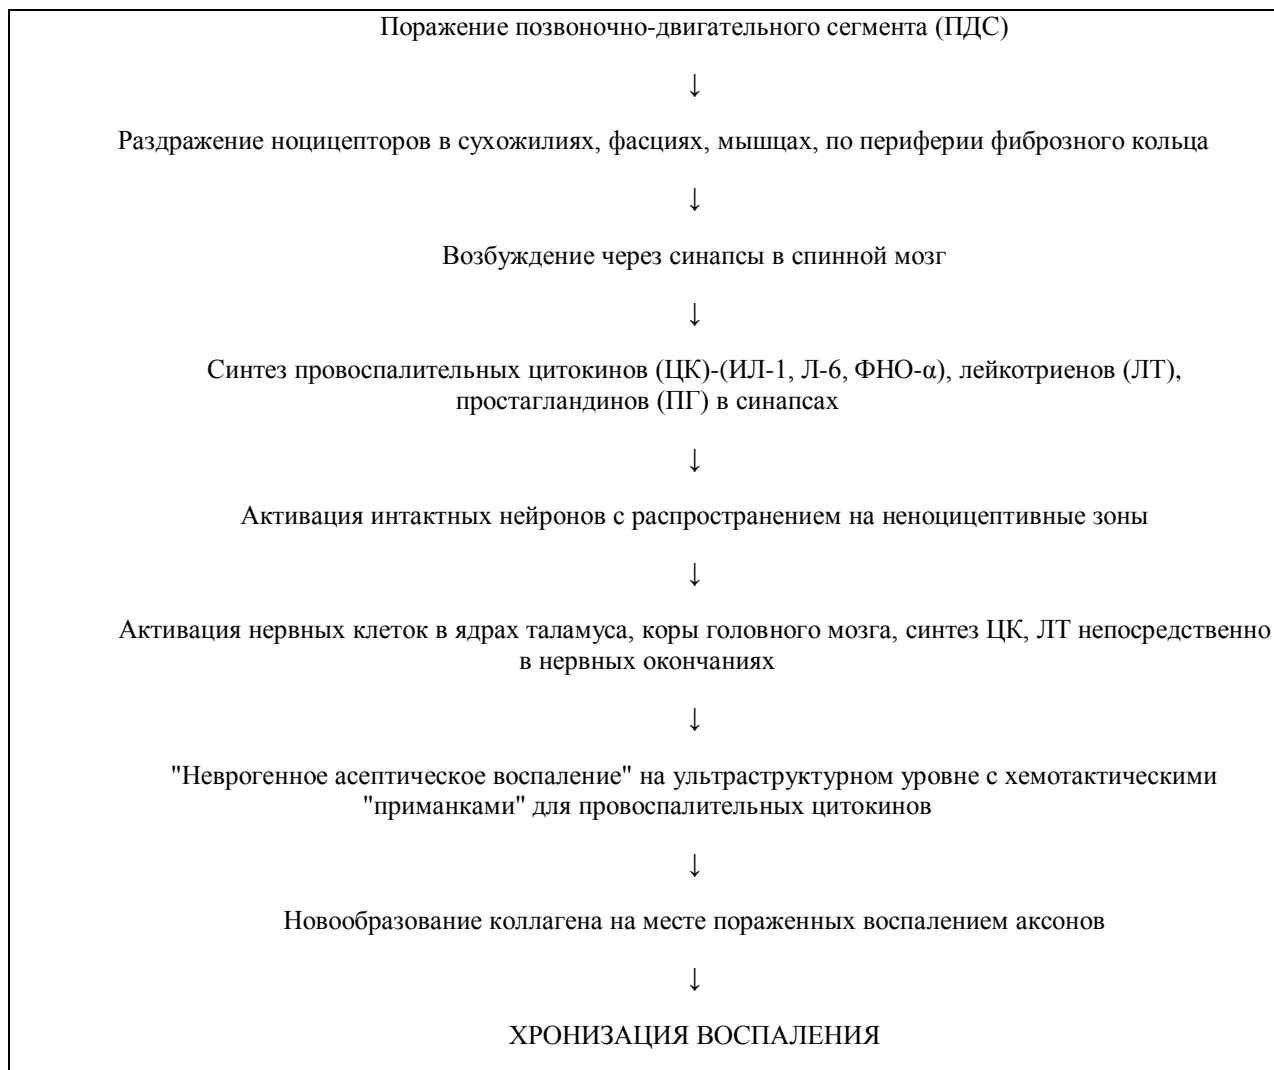 Поражение позвоночно-двигательного сегмента (ПДС)
↓
Раздражение ноцицепторов в сухожилиях, фасциях, мышцах, по периферии фиброзного кольца
↓
Возбуждение через синапсы в спинной мозг
↓
Синтез провоспалительных цитокинов (ЦК)-(ИЛ-1, Л-6, ФНО-α), лейкотриенов (ЛТ),
простагландинов (ПГ) в синапсах
↓
Активация интактных нейронов с распространением на неноцицептивные зоны
↓
Активация нервных клеток в ядрах таламуса, коры головного мозга, синтез ЦК, ЛТ непосредственно
в нервных окончаниях
↓
"Неврогенное асептическое воспаление" на ультраструктурном уровне с хемотактическими
"приманками" для провоспалительных цитокинов
↓
Новообразование коллагена на месте пораженных воспалением аксонов
↓
ХРОНИЗАЦИЯ ВОСПАЛЕНИЯ